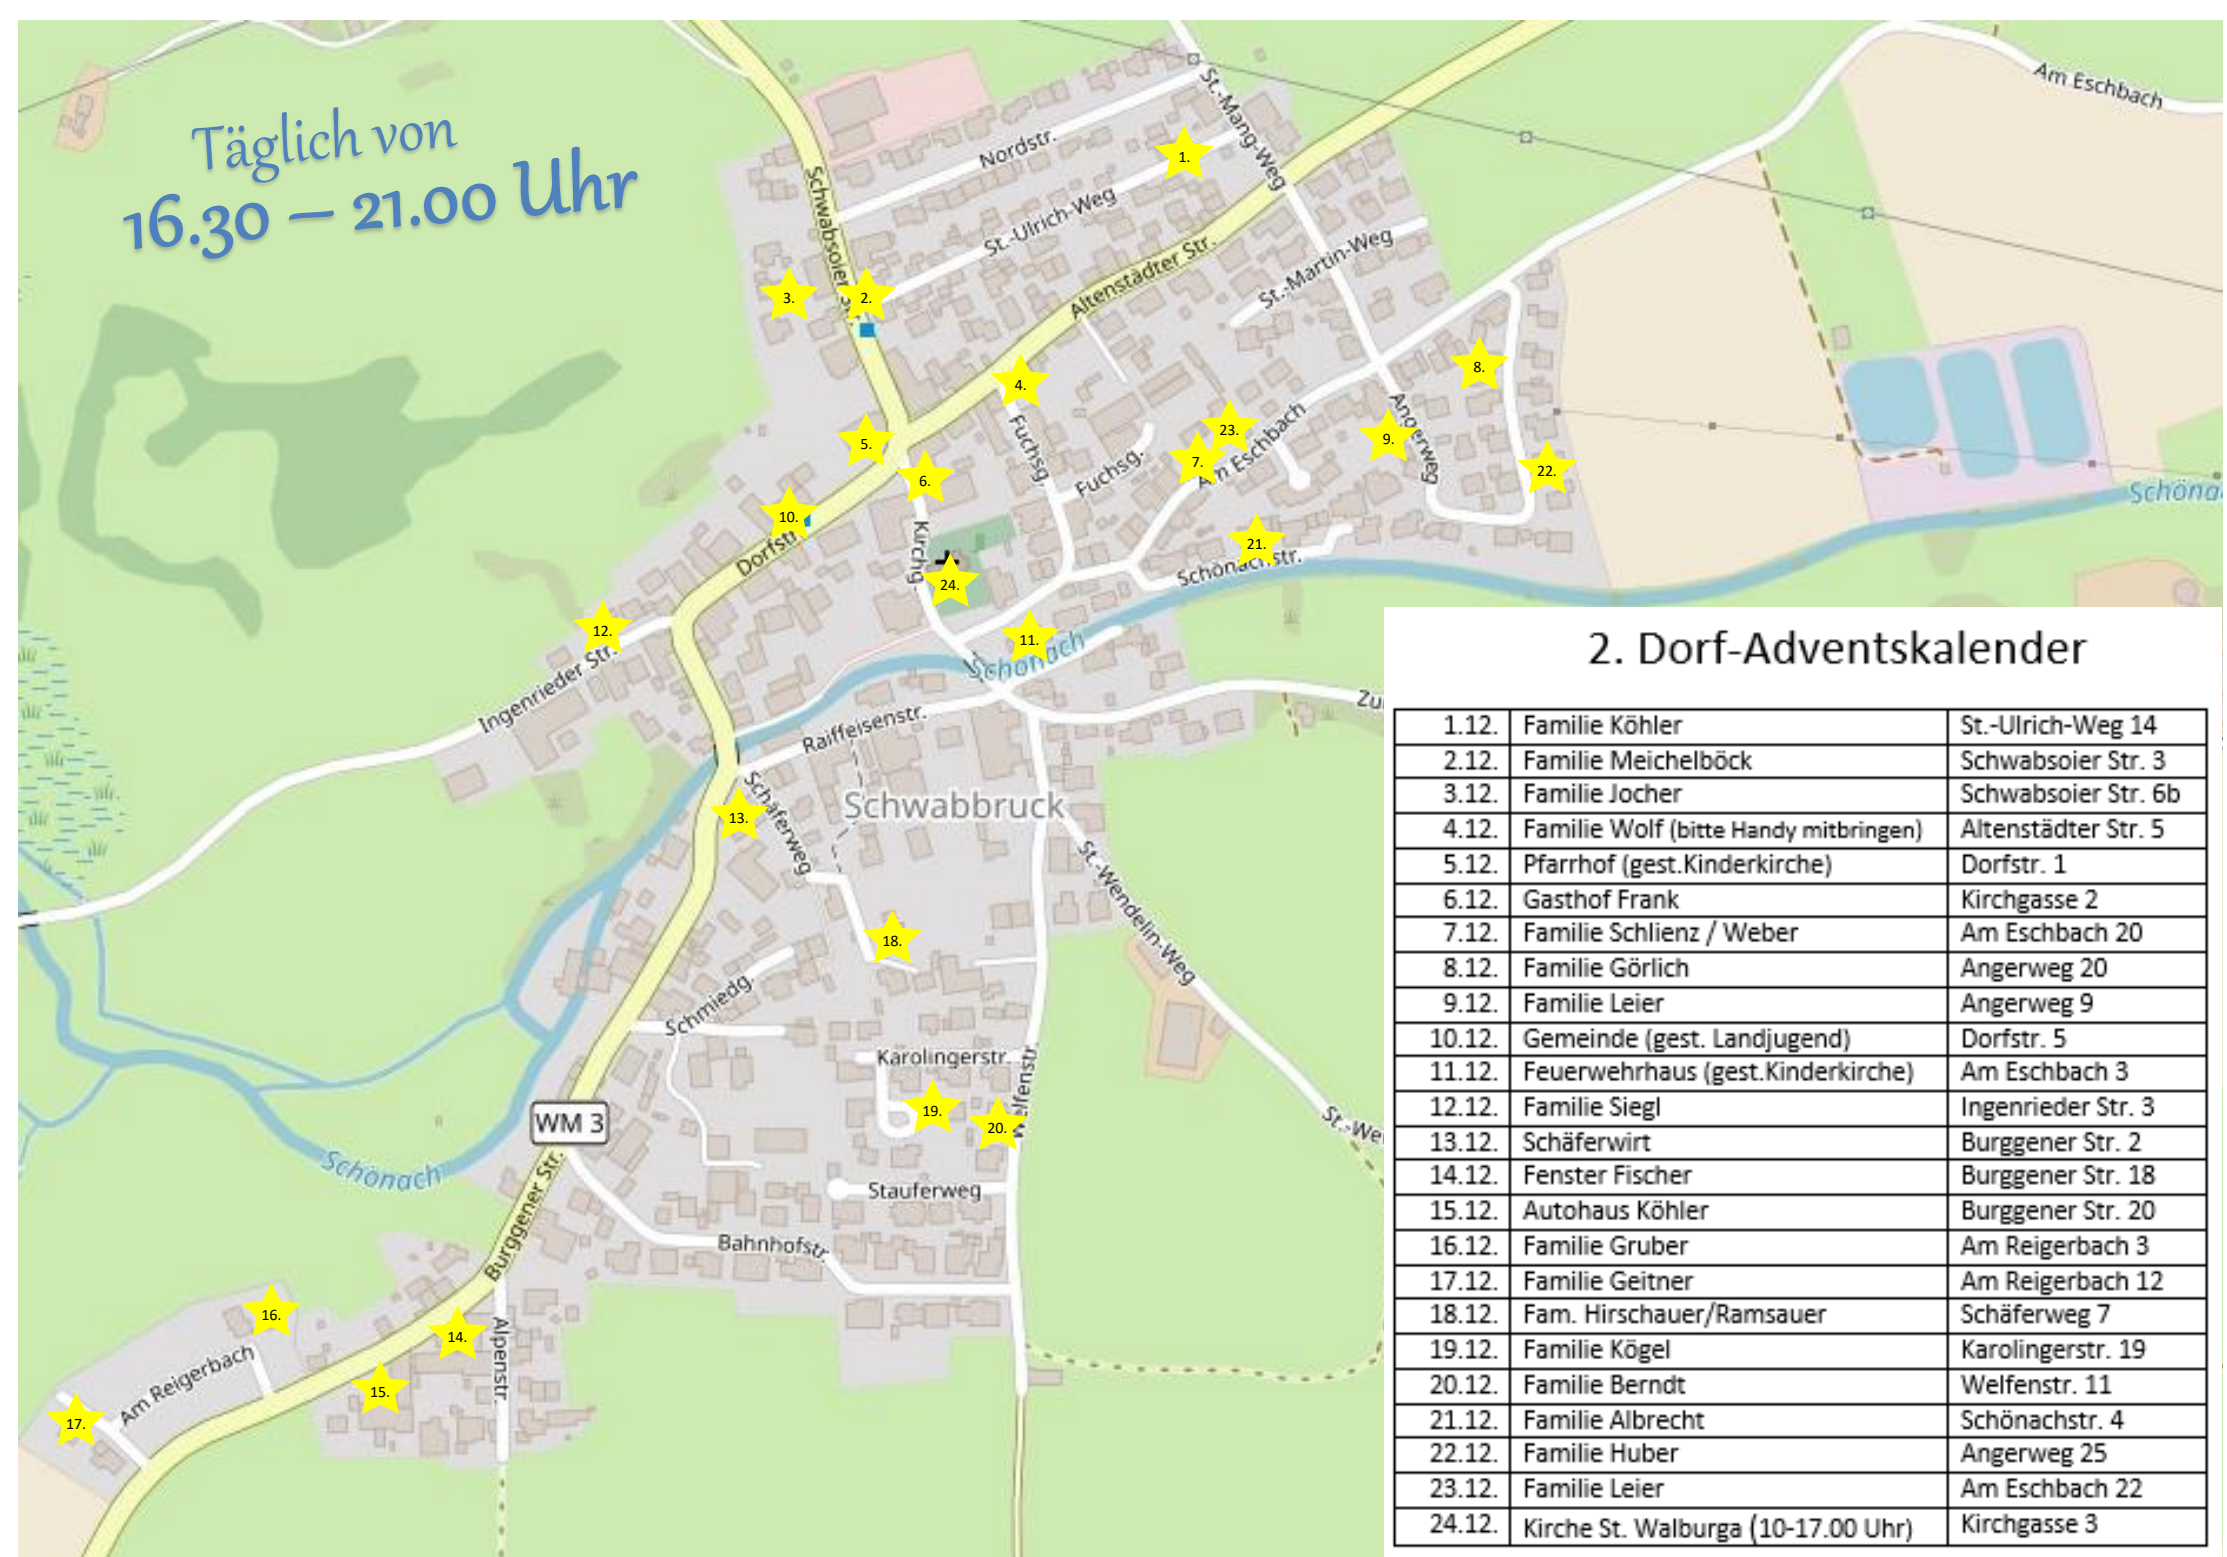 Täglich von
16.30 – 21.00 Uhr
Am Eschbach
St.-Mang-Weg
Nordstr.
1.
Schwabsoier Str.
St.-Ulrich-Weg
St.-Martin-Weg
Altenstädter Str.
3.
2.
8.
4.
Angerweg
Fuchsg.
23.
9.
5.
Am Eschbach
7.
Fuchsg.
22.
6.
Schöna
10.
Kirchg.
Dorfstr.
21.
Schönachstr.
24.
12.
11.
Schönach
Ingenrieder Str.
Zu
Raiffeisenstr.
Schäferweg
Schwabbruck
13.
St.-Wendelin-Weg
18.
Schmiedg.
Karolingerstr.
Welfenstr.
19.
WM 3
20.
St.-We
Schönach
Stauferweg
Burggener Str.
Bahnhofstr.
16.
14.
Alpenstr.
Am Reigerbach
15.
17.
2. Dorf-Adventskalender
1.12. Familie Köhler St.-Ulrich-Weg 14
2.12. Familie Meichelböck Schwabsoier Str. 3
3.12. Familie Jocher Schwabsoier Str. 6b
4.12. Familie Wolf (bitte Handy mitbringen) Altenstädter Str. 5
5.12. Pfarrhof (gest.Kinderkirche) Dorfstr. 1
6.12. Gasthof Frank Kirchgasse 2
7.12. Familie Schlienz / Weber Am Eschbach 20
8.12. Familie Görlich Angerweg 20
9.12. Familie Leier Angerweg 9
10.12. Gemeinde (gest. Landjugend) Dorfstr. 5
11.12. Feuerwehrhaus (gest.Kinderkirche) Am Eschbach 3
12.12. Familie Siegl Ingenrieder Str. 3
13.12. Schäferwirt Burggener Str. 2
14.12. Fenster Fischer Burggener Str. 18
15.12. Autohaus Köhler Burggener Str. 20
16.12. Familie Gruber Am Reigerbach 3
17.12. Familie Geitner Am Reigerbach 12
18.12. Fam. Hirschauer/Ramsauer Schäferweg 7
19.12. Familie Kögel Karolingerstr. 19
20.12. Familie Berndt Welfenstr. 11
21.12. Familie Albrecht Schönachstr. 4
22.12. Familie Huber Angerweg 25
23.12. Familie Leier Am Eschbach 22
24.12. Kirche St. Walburga (10-17.00 Uhr) Kirchgasse 3